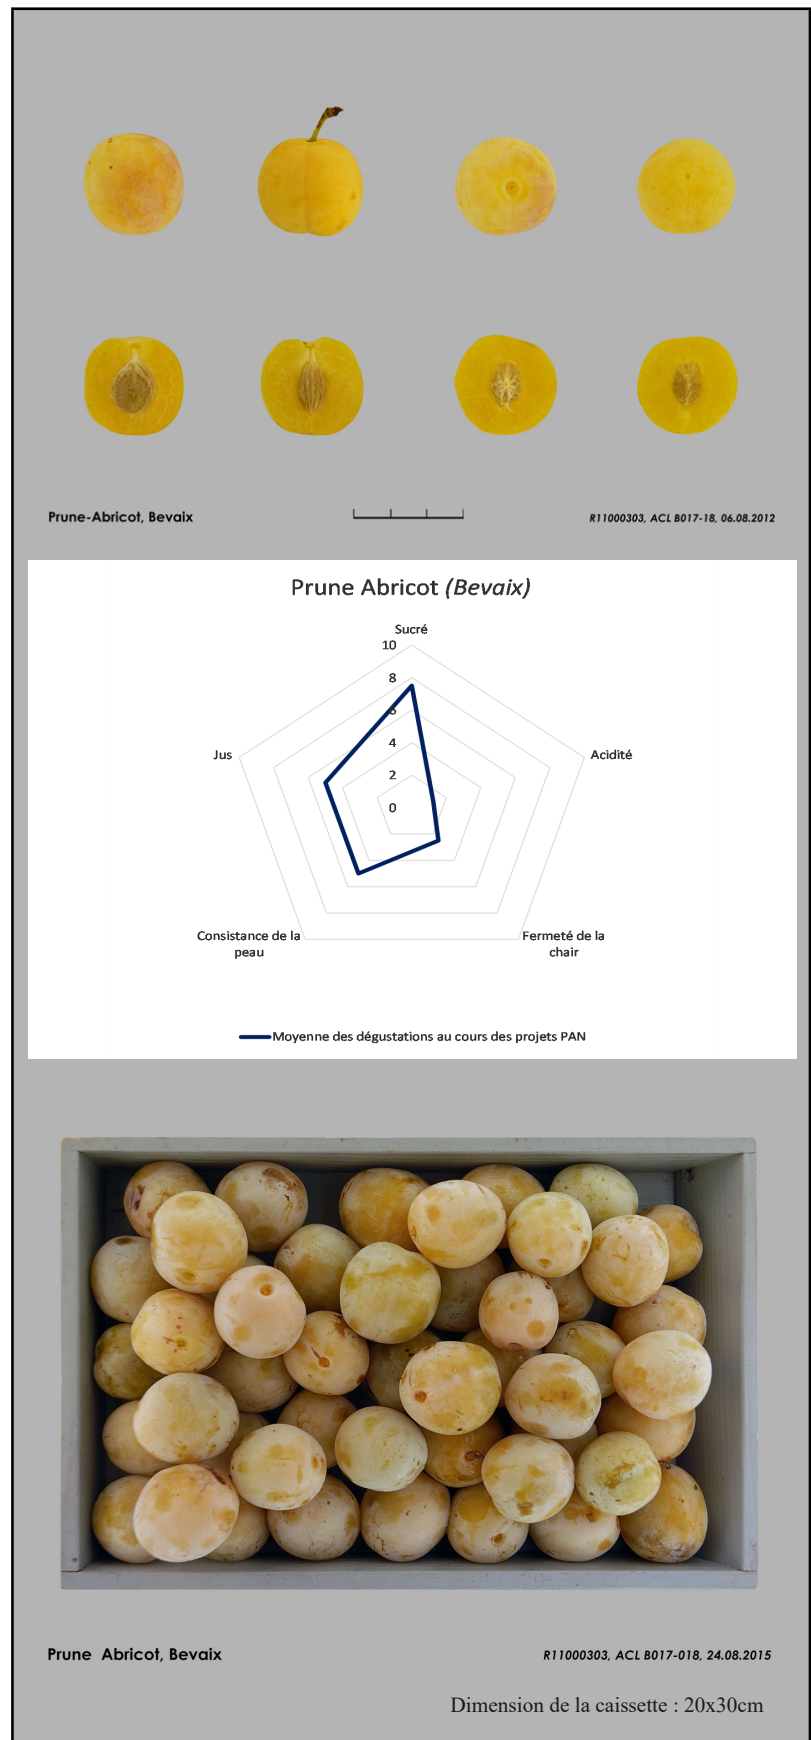 Prune-Abricot, Bevaix
R11000303, ACL B017-18, 06.08.2012
Prune Abricot (Bevaix)
Sucré
10
8
6
4
2
0
Jus
Acidité
Consistance de la
peau
Fermeté de la
chair
Moyenne des dégustations au cours des projets PAN
Prune Abricot, Bevaix
R11000303, ACL B017-018, 24.08.2015
Dimension de la caissette : 20x30cm